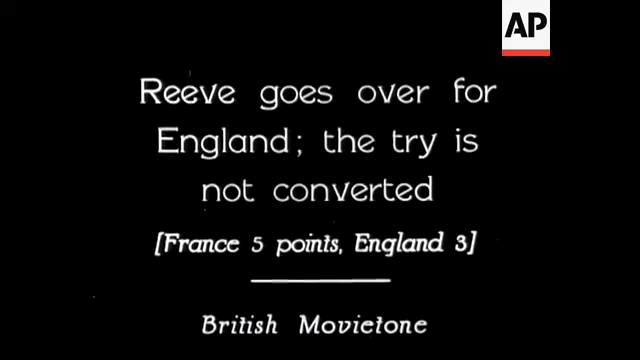 AP
Reeve goes over for
England; the try is
not converted
[France 5 points, England 3]
British Movietone